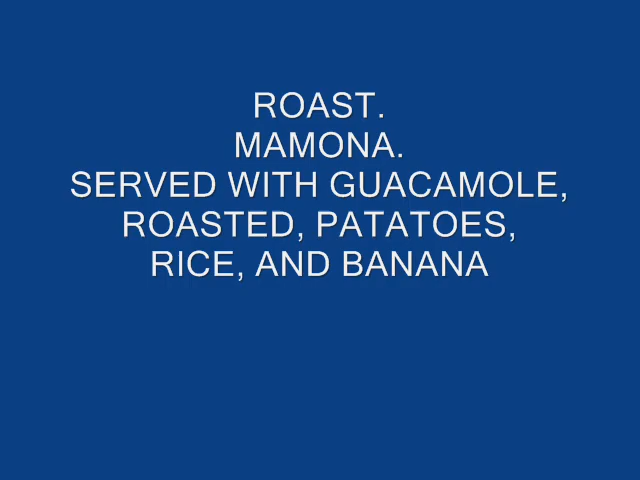 ROAST.
MAMONA.
SERVED WITH GUACAMOLE,
ROASTED, PATATOES,
RICE, AND BANANA